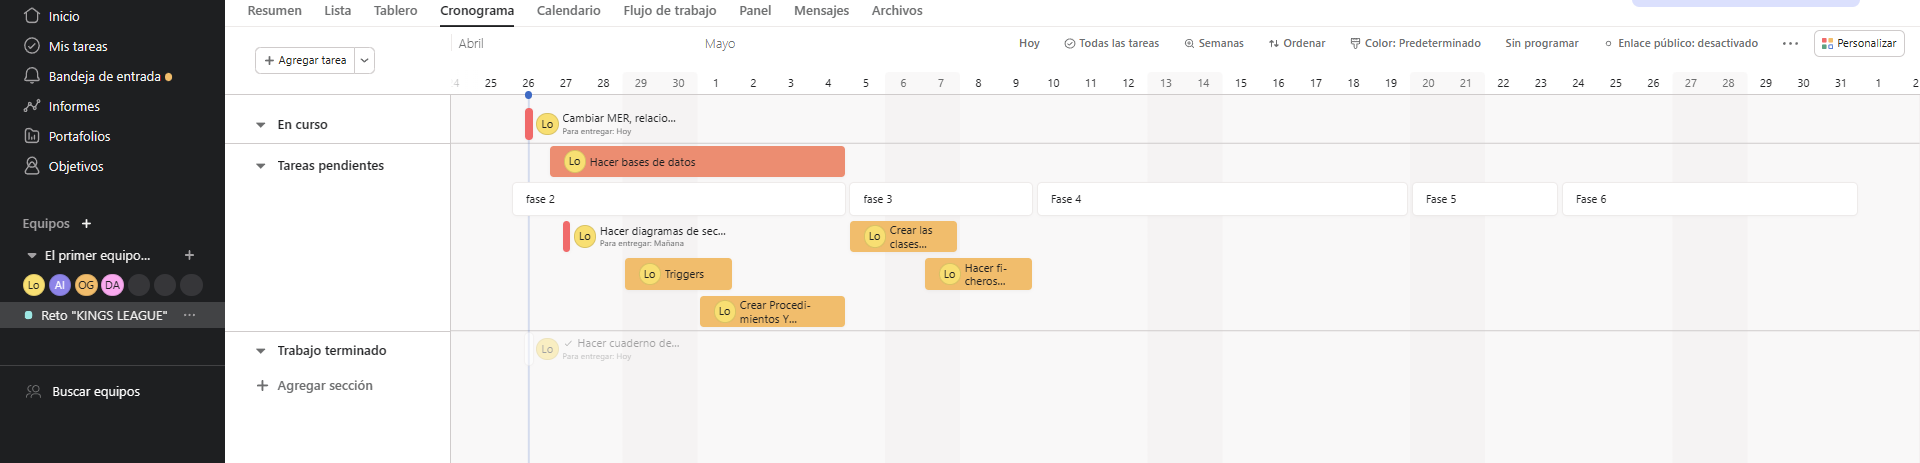 Inicio
Mis tareas
Bandeja de entrada
Informes
Portafolios
Objetivos
Equipos +
El primer equipo... +
Lo AI OG DA
Reto "KINGS LEAGUE" ...
Buscar equipos
Resumen Lista Tablero Cronograma Calendario Flujo de trabajo Panel Mensajes Archivos
+ Agregar tarea
Abril Mayo
Hoy Todas las tareas Semanas Ordenar Color: Predeterminado Sin programar Enlace público: desactivado ... Personalizar
4 25 26 27 28 29 30 1 2 3 4 5 6 7 8 9 10 11 12 13 14 15 16 17 18 19 20 21 22 23 24 25 26 27 28 29 30 31 1 2
En curso
Lo Cambiar MER, relacio...
Para entregar: Hoy
Tareas pendientes
Lo Hacer bases de datos
fase 2 fase 3 Fase 4 Fase 5 Fase 6
Lo Hacer diagramas de sec...
Para entregar: Mañana
Lo Crear las
clases...
Lo Triggers
Lo Hacer fi-
cheros...
Lo Crear Procedi-
mientos Y...
Trabajo terminado
Lo ✓ Hacer cuaderno de...
Para entregar: Hoy
+ Agregar sección